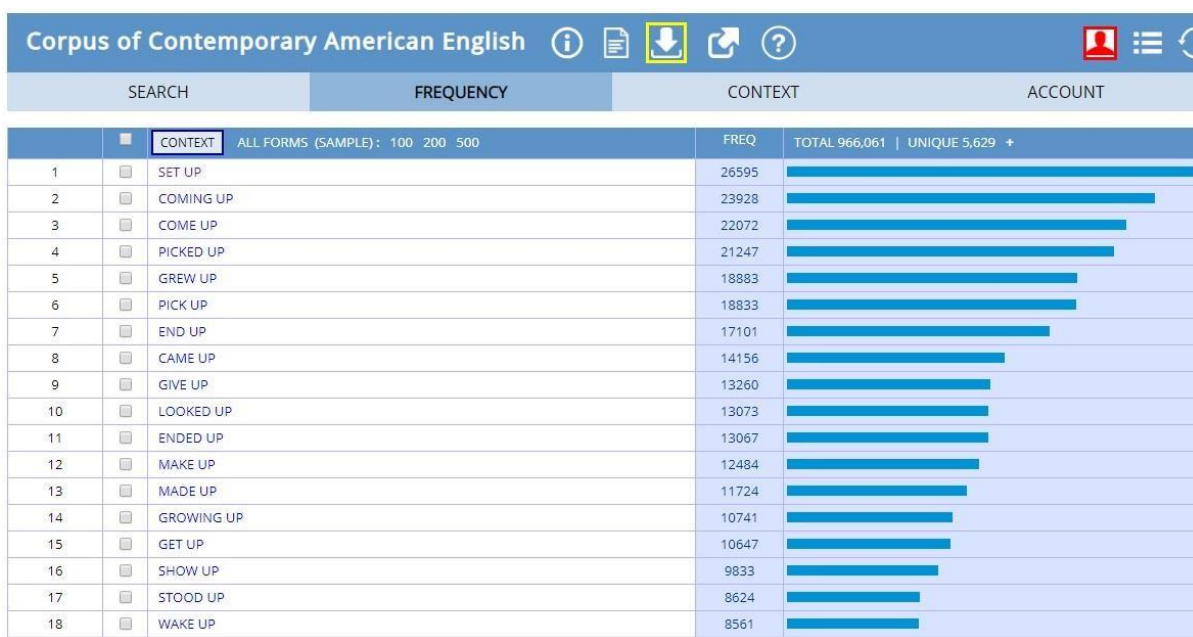 Corpus of Contemporary American English
SEARCH FREQUENCY CONTEXT ACCOUNT
CONTEXT ALL FORMS (SAMPLE): 100 200 500 FREQ TOTAL 966,061 | UNIQUE 5,629 +
1 SET UP 26595
2 COMING UP 23928
3 COME UP 22072
4 PICKED UP 21247
5 GREW UP 18883
6 PICK UP 18833
7 END UP 17101
8 CAME UP 14156
9 GIVE UP 13260
10 LOOKED UP 13073
11 ENDED UP 13067
12 MAKE UP 12484
13 MADE UP 11724
14 GROWING UP 10741
15 GET UP 10647
16 SHOW UP 9833
17 STOOD UP 8624
18 WAKE UP 8561